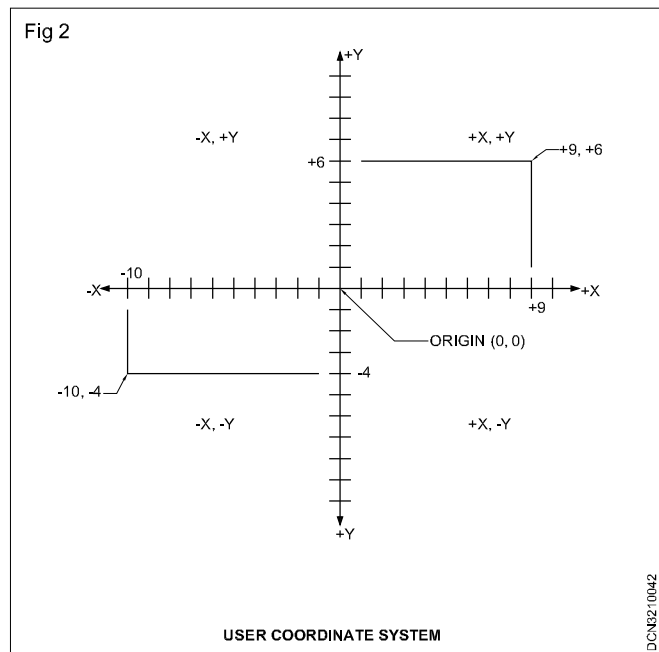 Fig 2
+Y
-X, +Y
+X, +Y
+6
+9, +6
-10
-X
+X
+9
ORIGIN (0, 0)
-4
-10, -4
-X, -Y
+X, -Y
+Y
USER COORDINATE SYSTEM
DCN3210042